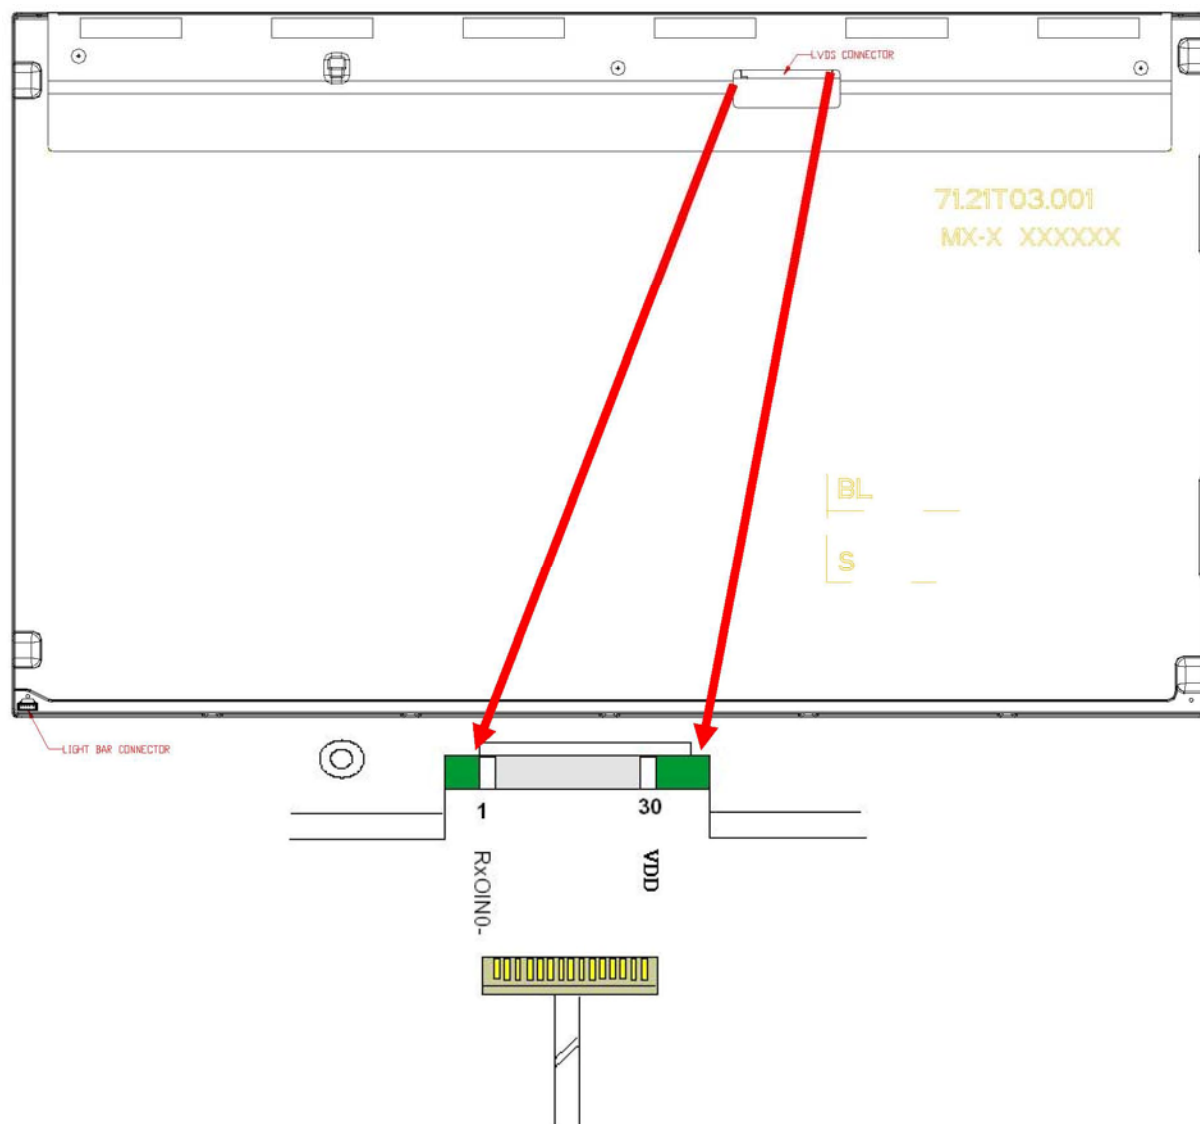 LVDS CONNECTOR
71.21T03.001
MX-X XXXXXX
BL
S
LIGHT BAR CONNECTOR
1
30
RxOIN0-
VDD